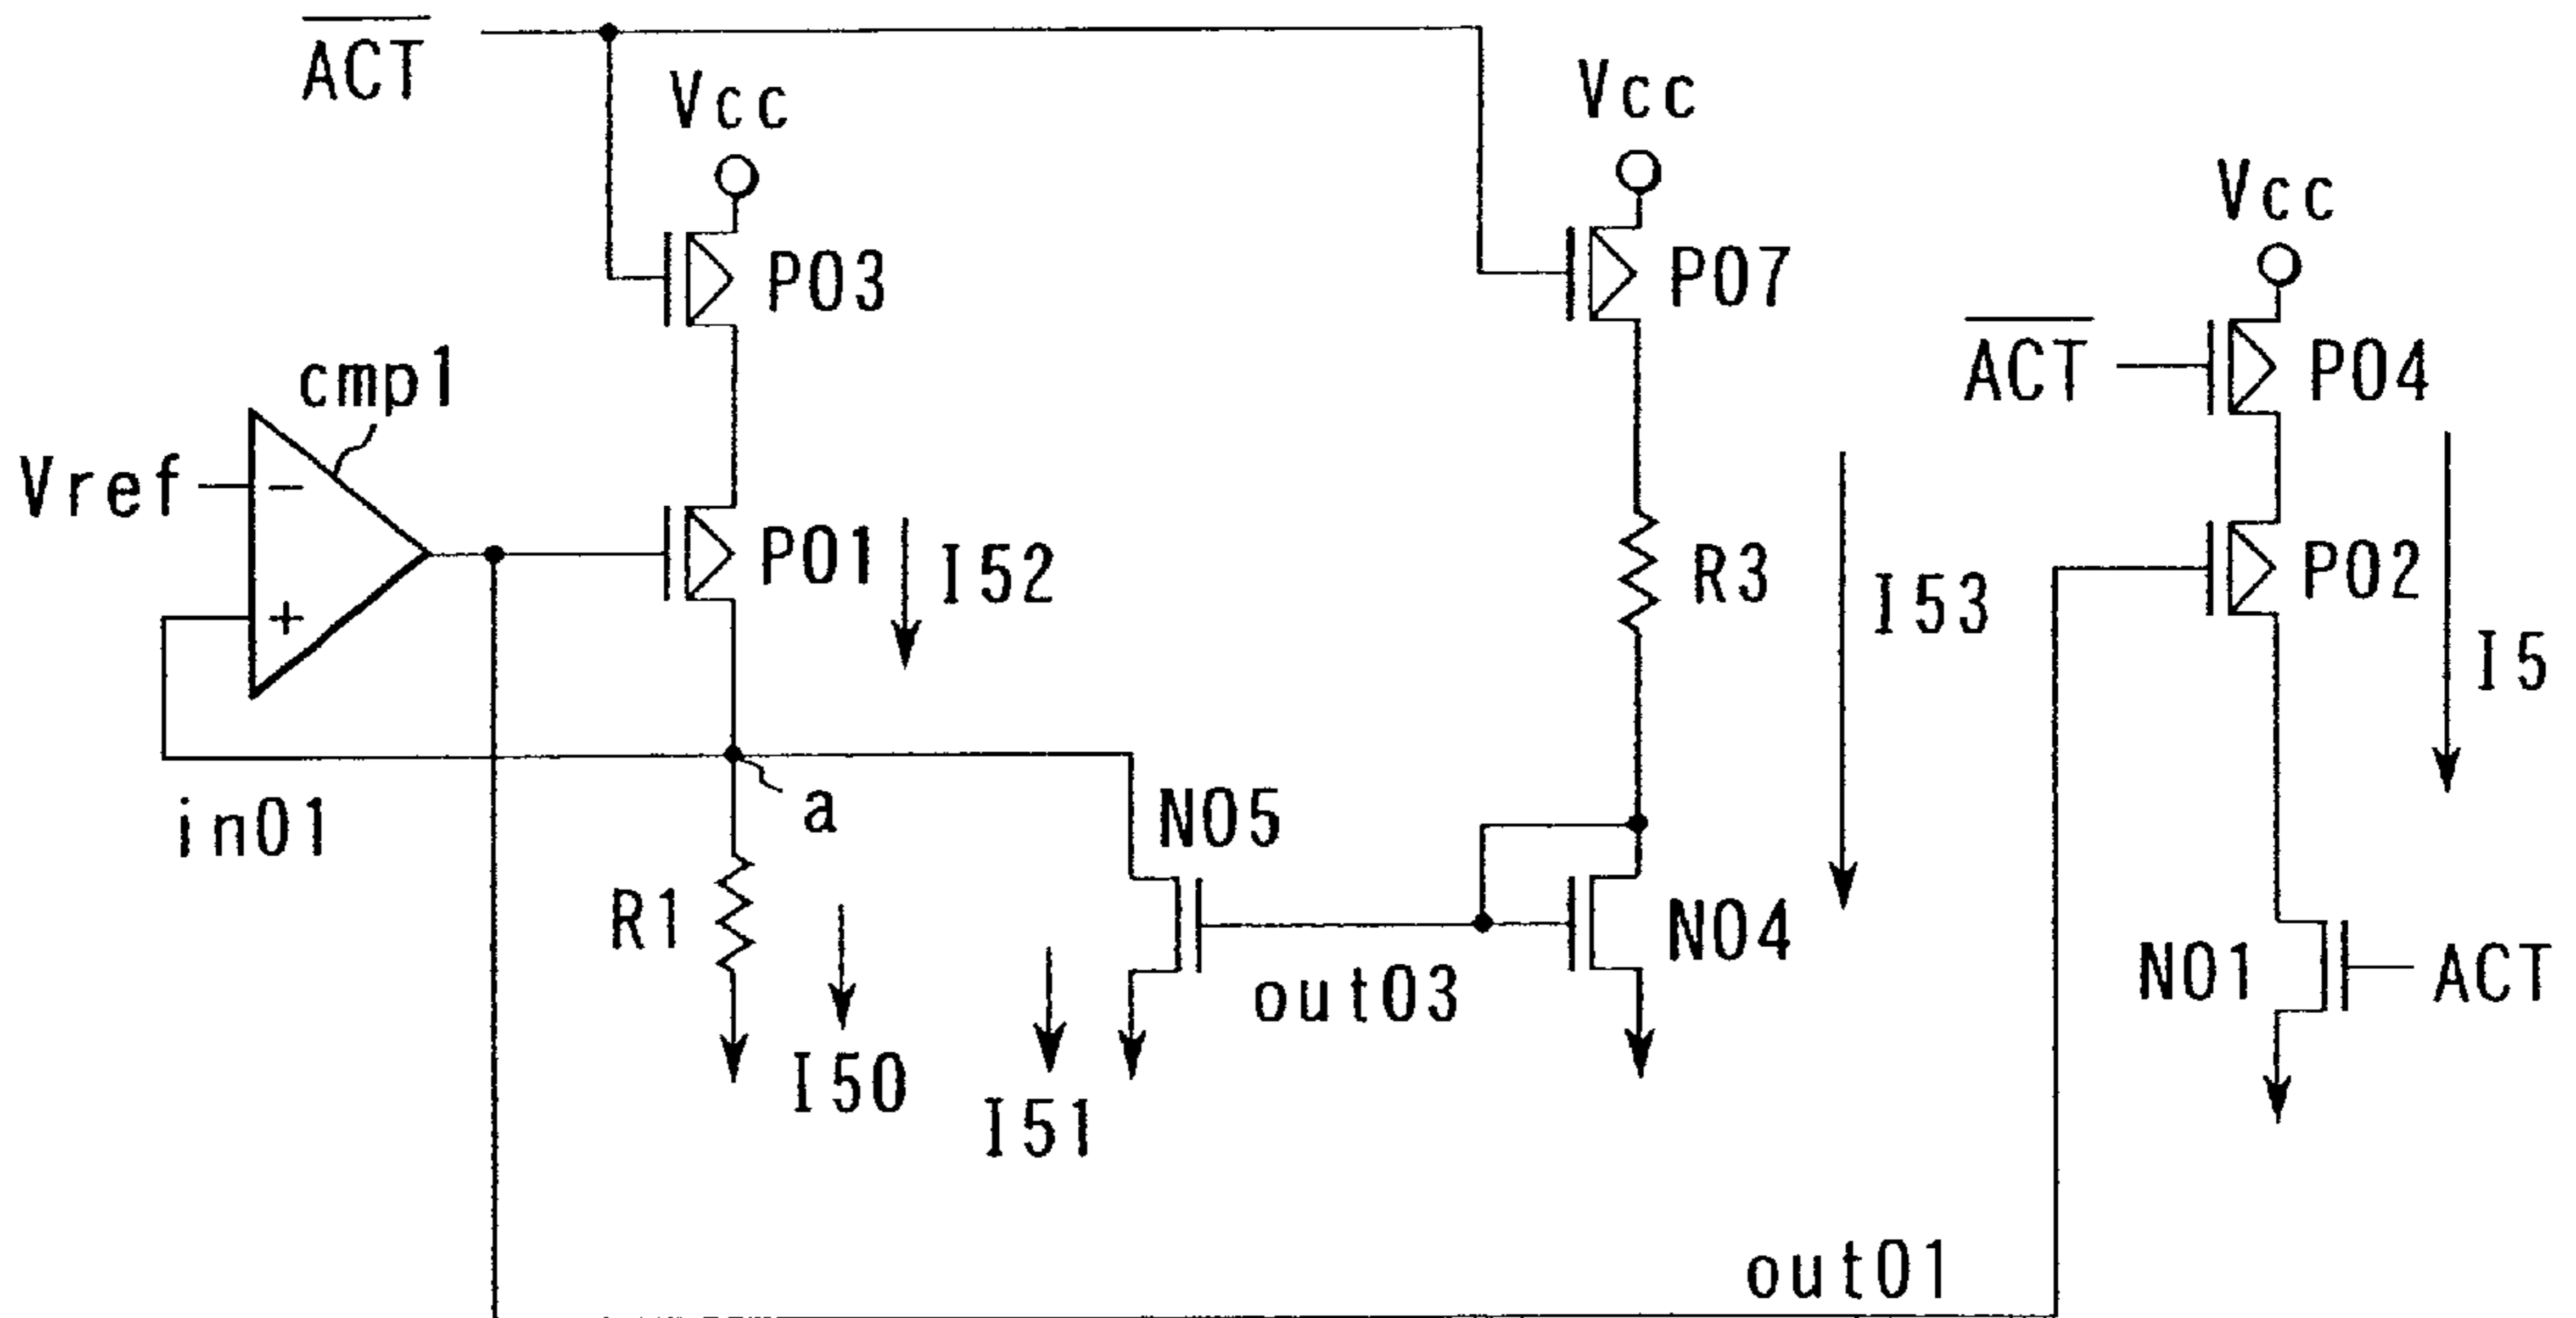 ACT
Vcc
Vcc
Vcc
P03
P07
ACT
P04
cmp1
Vref
−
+
P01
I52
R3
I53
P02
I5
in01
a
N05
R1
N04
out03
N01
ACT
I50
I51
out01